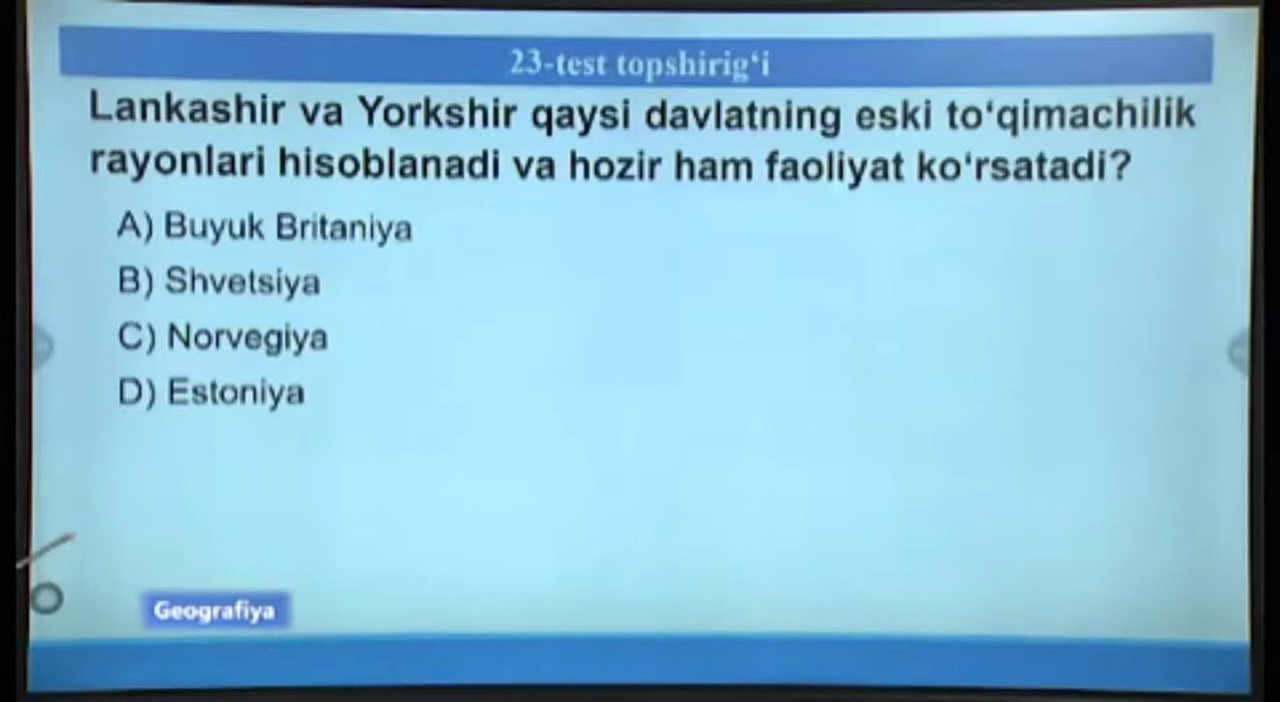 23-test topshirig‘i
Lankashir va Yorkshir qaysi davlatning eski to‘qimachilik
rayonlari hisoblanadi va hozir ham faoliyat ko‘rsatadi?
A) Buyuk Britaniya
B) Shvetsiya
C) Norvegiya
D) Estoniya
Geografiya